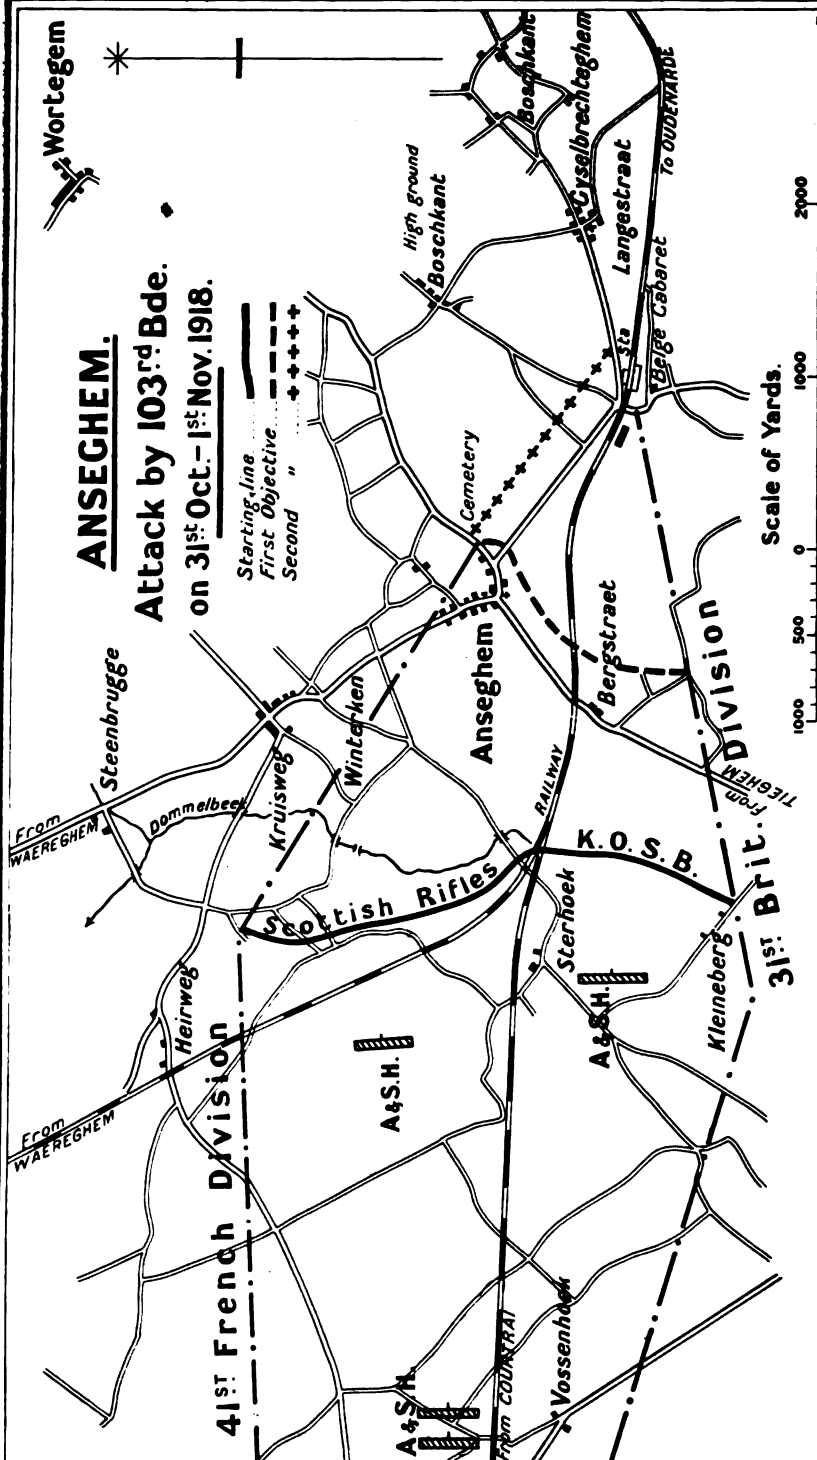 ANSEGHEM.
Attack by 103rd Bde.
on 31st Oct.- 1st Nov. 1918.
Starting line
First Objective
Second "
Wortegem
High ground
Boschkant
Boschkant
Gyselbrechteghem
Langestraat
To OUDENARDE
Sta
Belge Cabaret
Cemetery
Anseghem
Bergstraet
Steenbrugge
From
WAEREGHEM
Dommelbeek
Kruisweg
Winterken
RAILWAY
From
TIEGHEM
Scottish Rifles
K.O.S.B.
Heirweg
Sterhoek
Kleineberg
31ST Brit. Division
From
WAEREGHEM
41ST French Division
A&S.H.
A&S.H.
A&S.H.
From COURTRAI
Vossenhoek
Scale of Yards.
1000 500 0 1000 2000